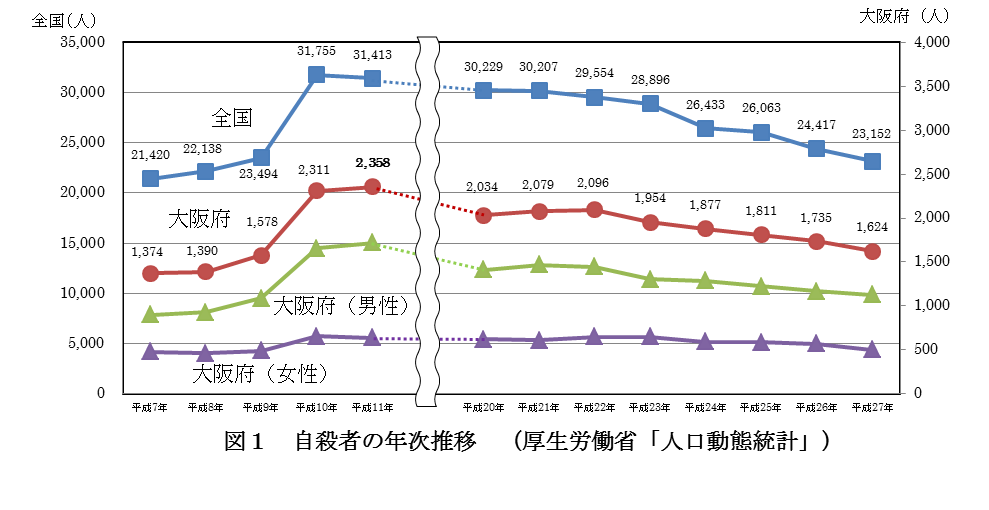 全国(人)
大阪府（人）
35,000
30,000
25,000
20,000
15,000
10,000
5,000
0
4,000
3,500
3,000
2,500
2,000
1,500
1,000
500
0
31,755
31,413
30,229
30,207
29,554
28,896
26,433
26,063
24,417
23,152
21,420
22,138
23,494
全国
2,311
2,358
2,034
2,079
2,096
1,954
1,877
1,811
1,735
1,624
大阪府
1,374
1,390
1,578
大阪府（男性）
大阪府（女性）
平成7年
平成8年
平成9年
平成10年
平成11年
平成20年
平成21年
平成22年
平成23年
平成24年
平成25年
平成26年
平成27年
図１　自殺者の年次推移　（厚生労働省「人口動態統計」）